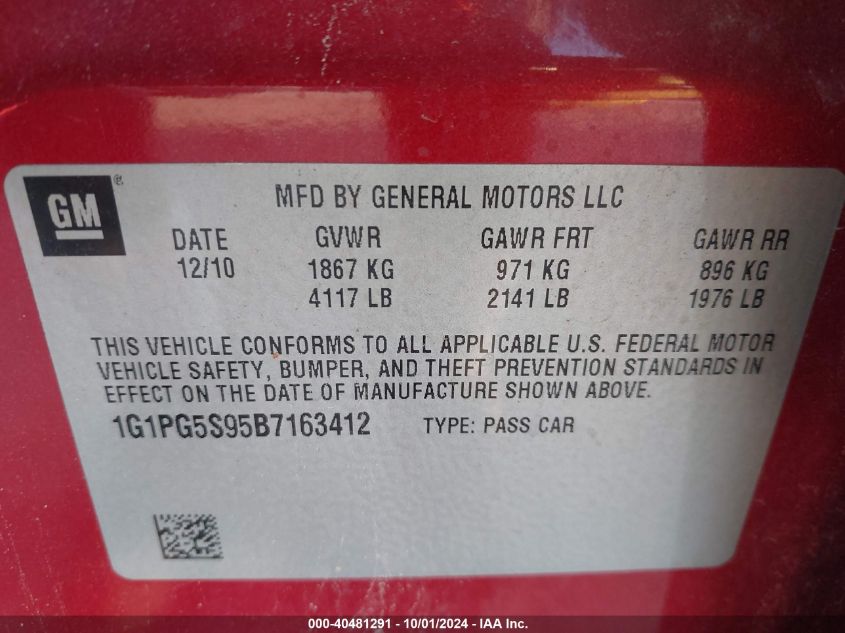 GM®
MFD BY GENERAL MOTORS LLC
DATE GVWR GAWR FRT GAWR RR
12/10 1867 KG 971 KG 896 KG
4117 LB 2141 LB 1976 LB
THIS VEHICLE CONFORMS TO ALL APPLICABLE U.S. FEDERAL MOTOR
VEHICLE SAFETY, BUMPER, AND THEFT PREVENTION STANDARDS IN
EFFECT ON THE DATE OF MANUFACTURE SHOWN ABOVE.
1G1PG5S95B7163412 TYPE: PASS CAR
000-40481291 - 10/01/2024 - IAA Inc.